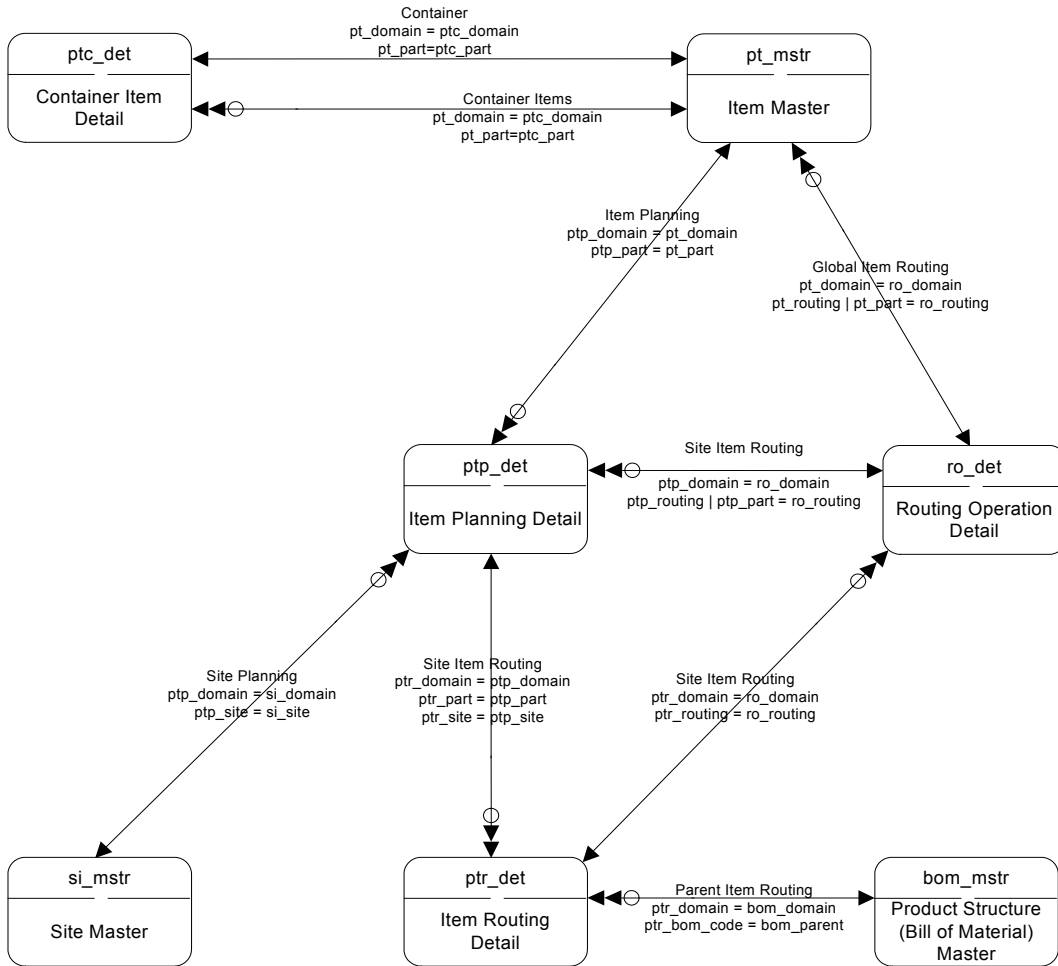 Container
pt_domain = ptc_domain
pt_part=ptc_part
ptc_det
Container Item
Detail
pt_mstr
Item Master
Container Items
pt_domain = ptc_domain
pt_part=ptc_part
Item Planning
ptp_domain = pt_domain
ptp_part = pt_part
Global Item Routing
pt_domain = ro_domain
pt_routing | pt_part = ro_routing
ptp_det
Item Planning Detail
Site Item Routing
ptp_domain = ro_domain
ptp_routing | ptp_part = ro_routing
ro_det
Routing Operation
Detail
Site Planning
ptp_domain = si_domain
ptp_site = si_site
Site Item Routing
ptr_domain = ptp_domain
ptr_part = ptp_part
ptr_site = ptp_site
Site Item Routing
ptr_domain = ro_domain
ptr_routing = ro_routing
si_mstr
Site Master
ptr_det
Item Routing
Detail
Parent Item Routing
ptr_domain = bom_domain
ptr_bom_code = bom_parent
bom_mstr
Product Structure
(Bill of Material)
Master